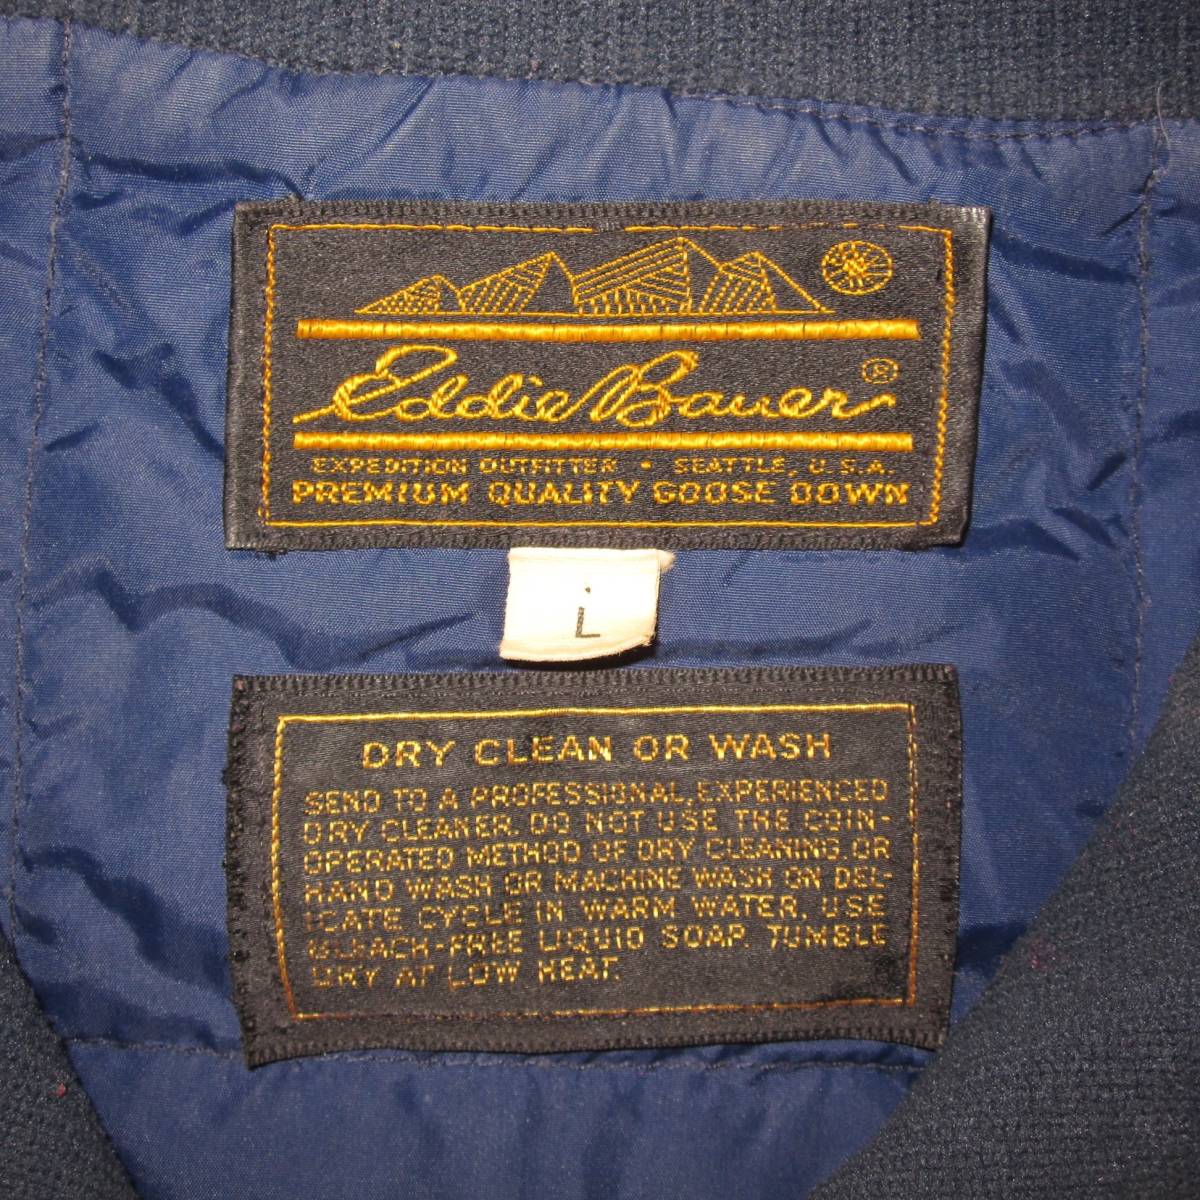 Eddie Bauer ®
EXPEDITION OUTFITTER • SEATTLE, U.S.A.
PREMIUM QUALITY GOOSE DOWN
L
DRY CLEAN OR WASH
SEND TO A PROFESSIONAL, EXPERIENCED
DRY CLEANER. DO NOT USE THE COIN-
OPERATED METHOD OF DRY CLEANING. OR
HAND WASH OR MACHINE WASH ON DEL-
ICATE CYCLE IN WARM WATER. USE
BLEACH-FREE LIQUID SOAP. TUMBLE
DRY AT LOW HEAT.